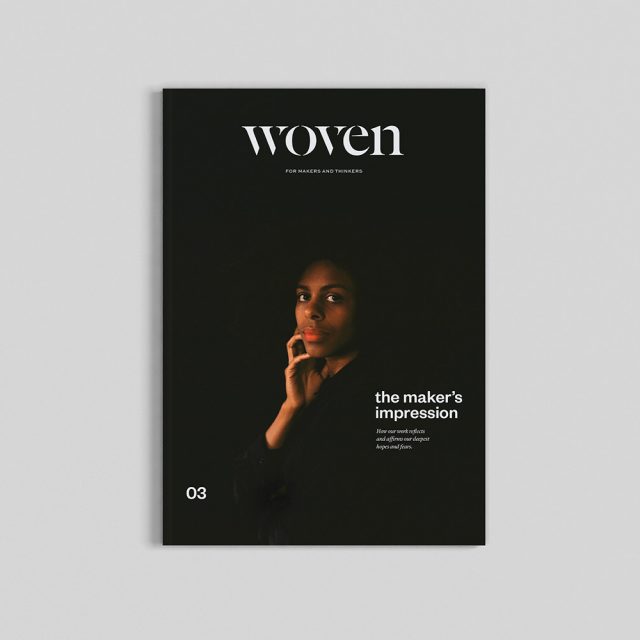 woven
FOR MAKERS AND THINKERS
the maker's
impression
How our work reflects
and affirms our deepest
hopes and fears.
03